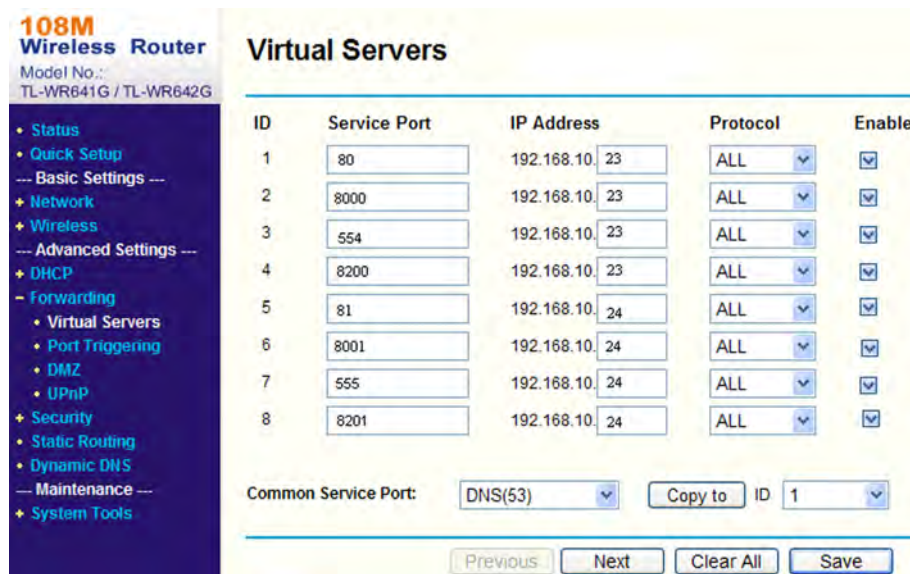 108M
Wireless Router
Model No.:
TL-WR641G / TL-WR642G
Status
Quick Setup
--- Basic Settings ---
+ Network
+ Wireless
--- Advanced Settings ---
+ DHCP
− Forwarding
Virtual Servers
Port Triggering
DMZ
UPnP
+ Security
Static Routing
Dynamic DNS
--- Maintenance ---
+ System Tools
Virtual Servers
ID Service Port IP Address Protocol Enable
1 80 192.168.10. 23 ALL
2 8000 192.168.10. 23 ALL
3 554 192.168.10. 23 ALL
4 8200 192.168.10. 23 ALL
5 81 192.168.10. 24 ALL
6 8001 192.168.10. 24 ALL
7 555 192.168.10. 24 ALL
8 8201 192.168.10. 24 ALL
Common Service Port: DNS(53) Copy to ID 1
Previous Next Clear All Save